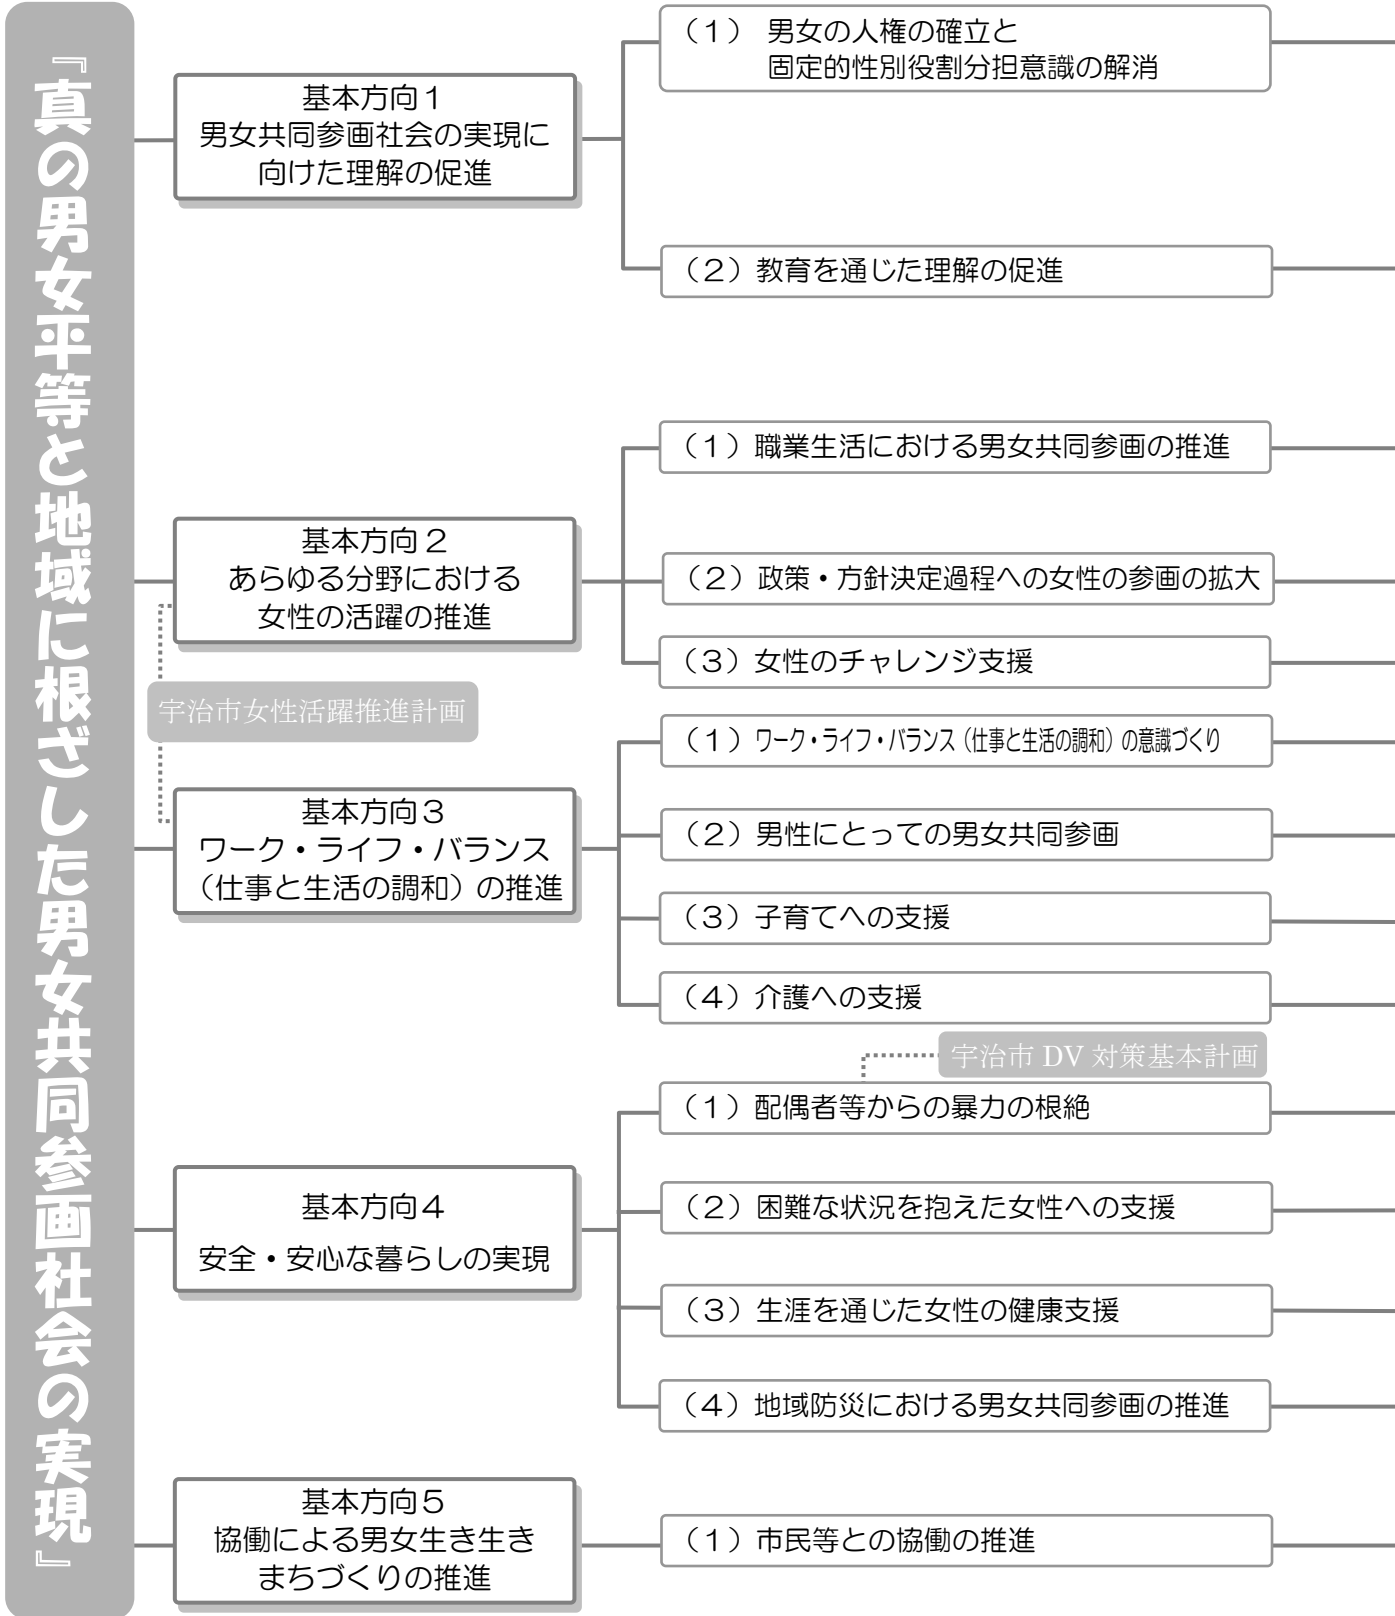 『真の男女平等と地域に根ざした男女共同参画社会の実現』
基本方向１
男女共同参画社会の実現に
向けた理解の促進
（１） 男女の人権の確立と
固定的性別役割分担意識の解消
（２）教育を通じた理解の促進
基本方向２
あらゆる分野における
女性の活躍の推進
（１）職業生活における男女共同参画の推進
（２）政策・方針決定過程への女性の参画の拡大
（３）女性のチャレンジ支援
宇治市女性活躍推進計画
基本方向３
ワーク・ライフ・バランス
（仕事と生活の調和）の推進
（１）ワーク・ライフ・バランス（仕事と生活の調和）の意識づくり
（２）男性にとっての男女共同参画
（３）子育てへの支援
（４）介護への支援
宇治市 DV 対策基本計画
基本方向４
安全・安心な暮らしの実現
（１）配偶者等からの暴力の根絶
（２）困難な状況を抱えた女性への支援
（３）生涯を通じた女性の健康支援
（４）地域防災における男女共同参画の推進
基本方向５
協働による男女生き生き
まちづくりの推進
（１）市民等との協働の推進